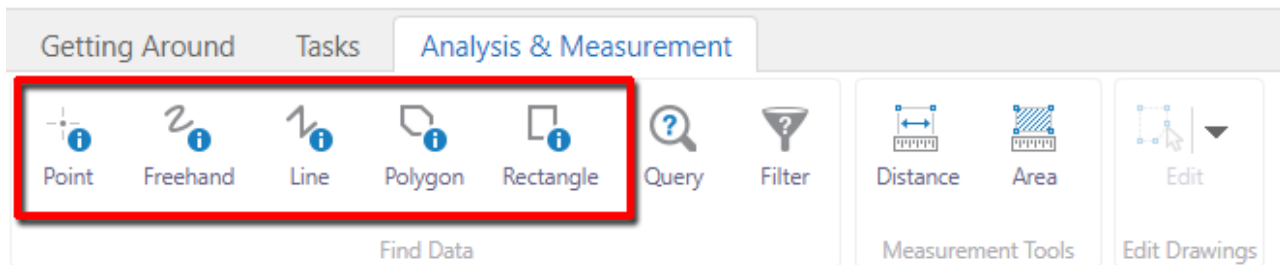 Getting Around Tasks Analysis & Measurement
Point Freehand Line Polygon Rectangle Query Filter Distance Area Edit
Find Data Measurement Tools Edit Drawings